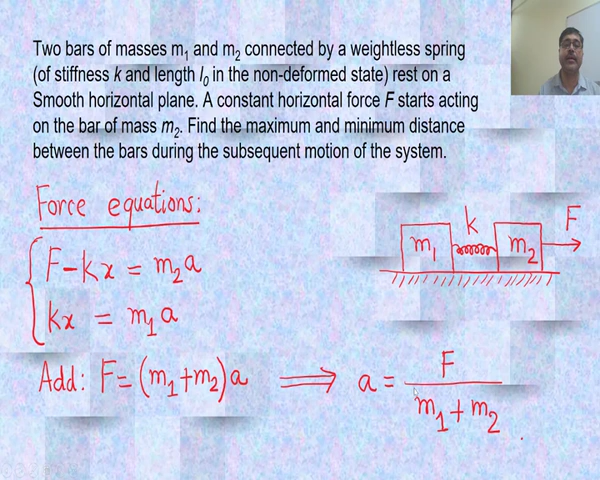 Two bars of masses m₁ and m₂ connected by a weightless spring
(of stiffness k and length l₀ in the non-deformed state) rest on a
Smooth horizontal plane. A constant horizontal force F starts acting
on the bar of mass m₂. Find the maximum and minimum distance
between the bars during the subsequent motion of the system.
Force equations:
F-kx = m₂a
kx = m₁a
Add: F=(m₁+m₂)a ⟹ a = F/(m₁+m₂)
m₁ k m₂ F